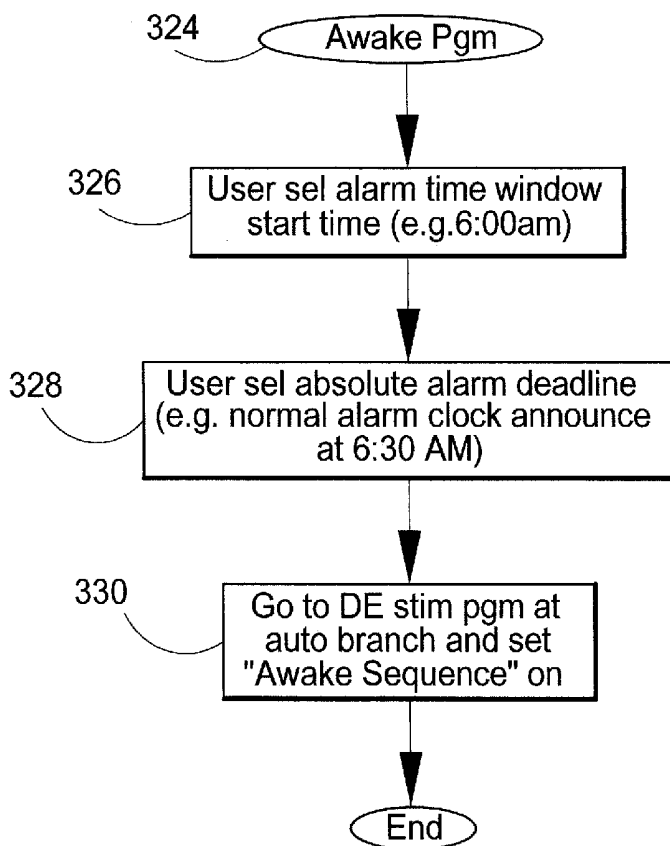 324
Awake Pgm
326
User sel alarm time window
start time (e.g.6:00am)
328
User sel absolute alarm deadline
(e.g. normal alarm clock announce
at 6:30 AM)
330
Go to DE stim pgm at
auto branch and set
"Awake Sequence" on
End